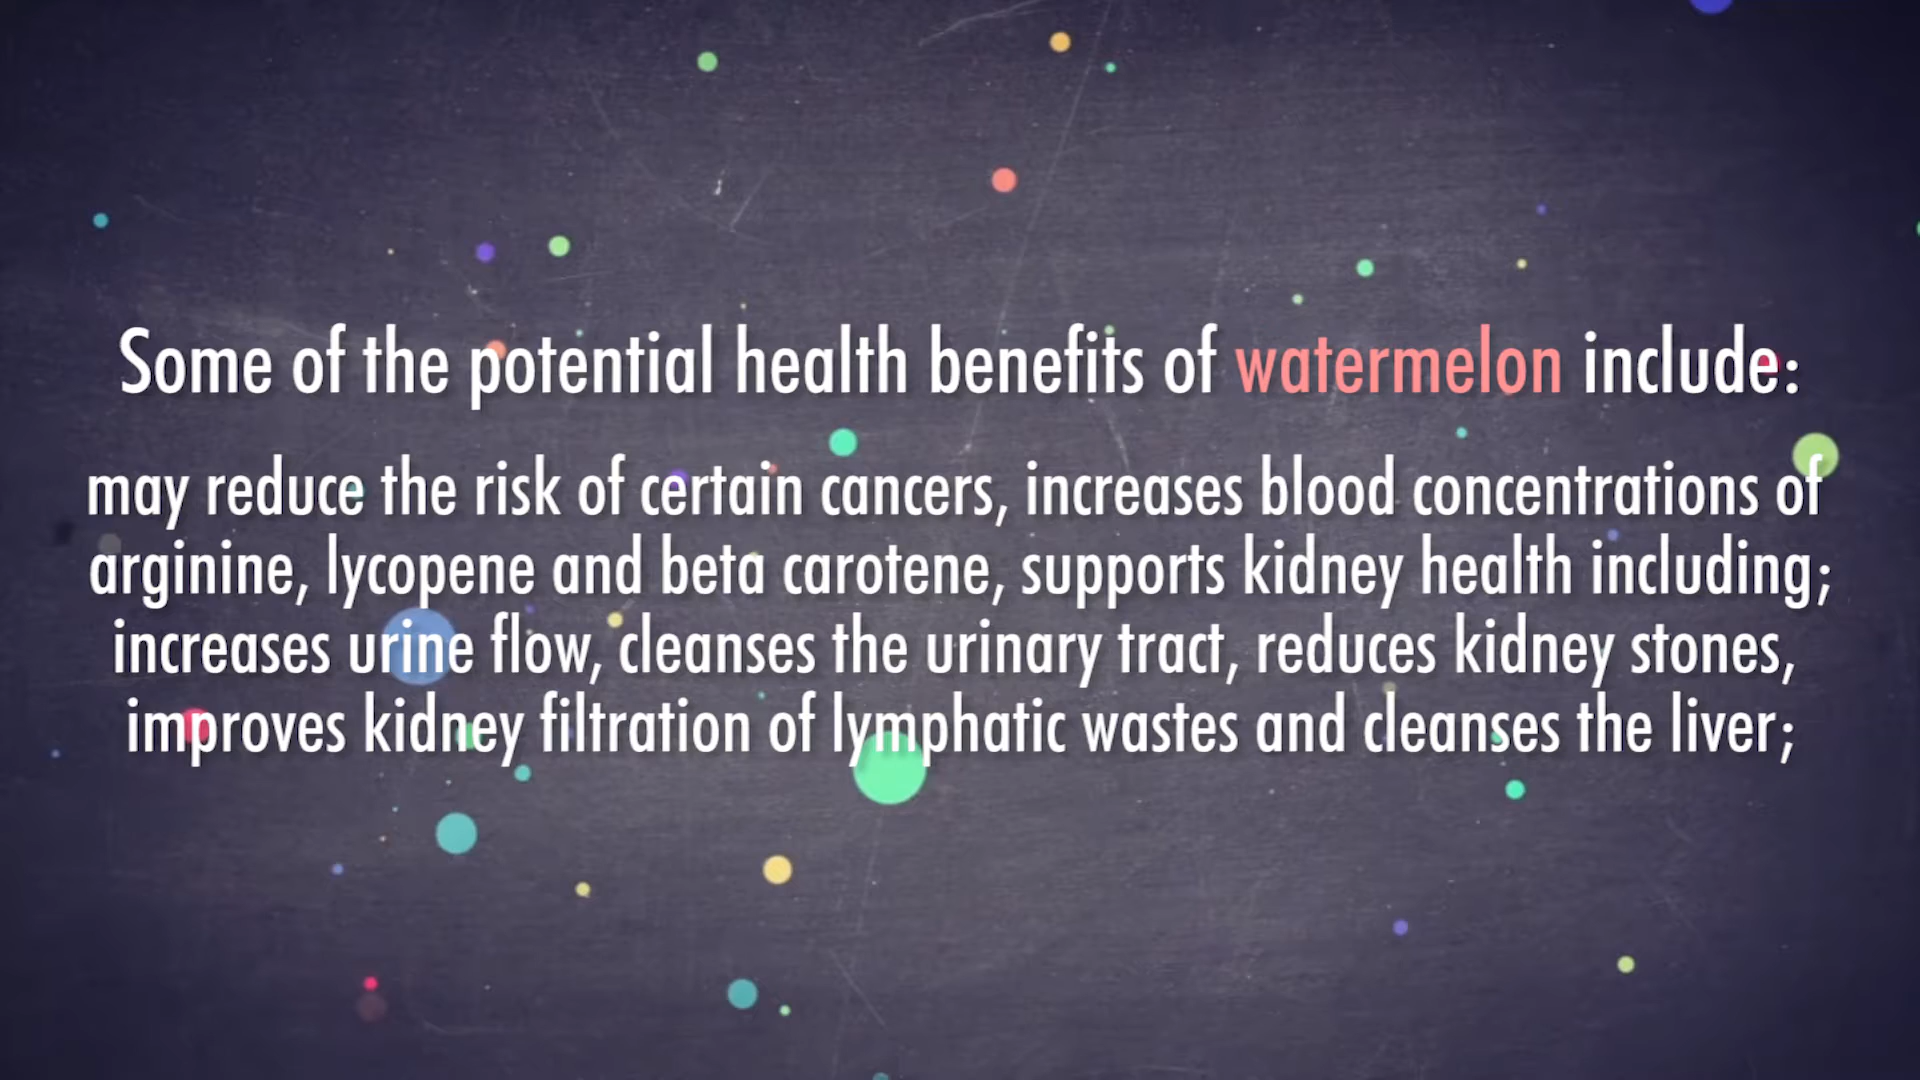 Some of the potential health benefits of watermelon include:
may reduce the risk of certain cancers, increases blood concentrations of
arginine, lycopene and beta carotene, supports kidney health including;
increases urine flow, cleanses the urinary tract, reduces kidney stones,
improves kidney filtration of lymphatic wastes and cleanses the liver;